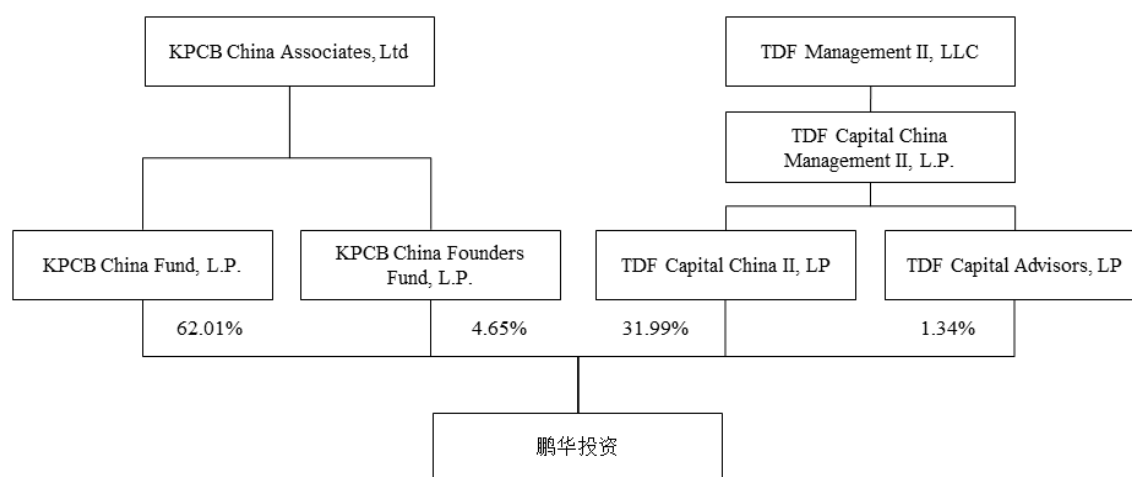 KPCB China Associates, Ltd
TDF Management II, LLC
TDF Capital China
Management II, L.P.
KPCB China Fund, L.P.
KPCB China Founders
Fund, L.P.
TDF Capital China II, LP
TDF Capital Advisors, LP
62.01%
4.65%
31.99%
1.34%
鹏华投资